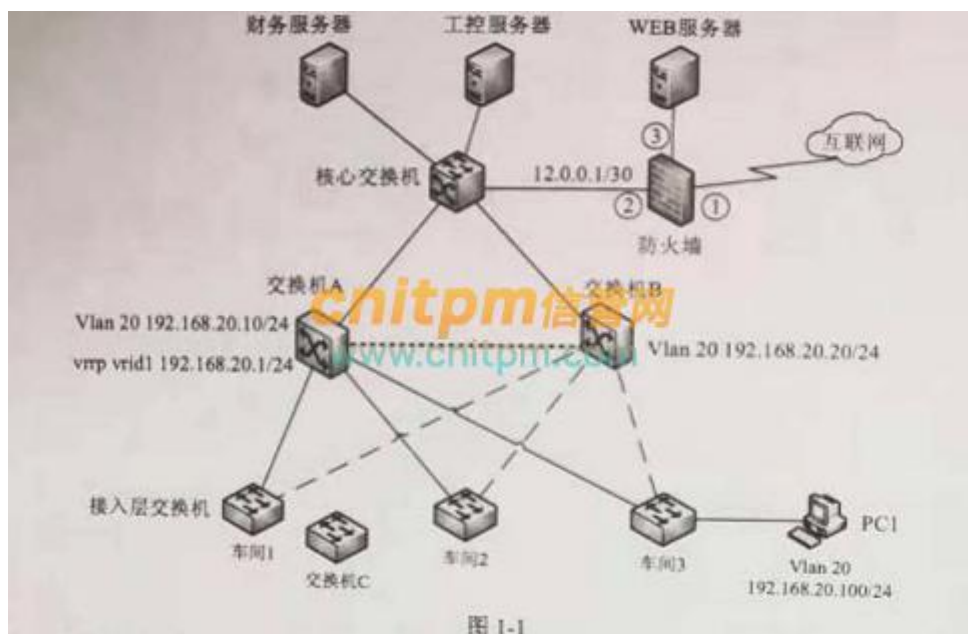 财务服务器
工控服务器
WEB服务器
③
互联网
核心交换机
12.0.0.1/30
②
①
防火墙
交换机A
交换机B
cnitpm信管网
www.cnitpm.com
Vlan 20 192.168.20.10/24
vrrp vrid1 192.168.20.1/24
Vlan 20 192.168.20.20/24
接入层交换机
车间1
交换机C
车间2
车间3
PC1
Vlan 20
192.168.20.100/24
图 1-1